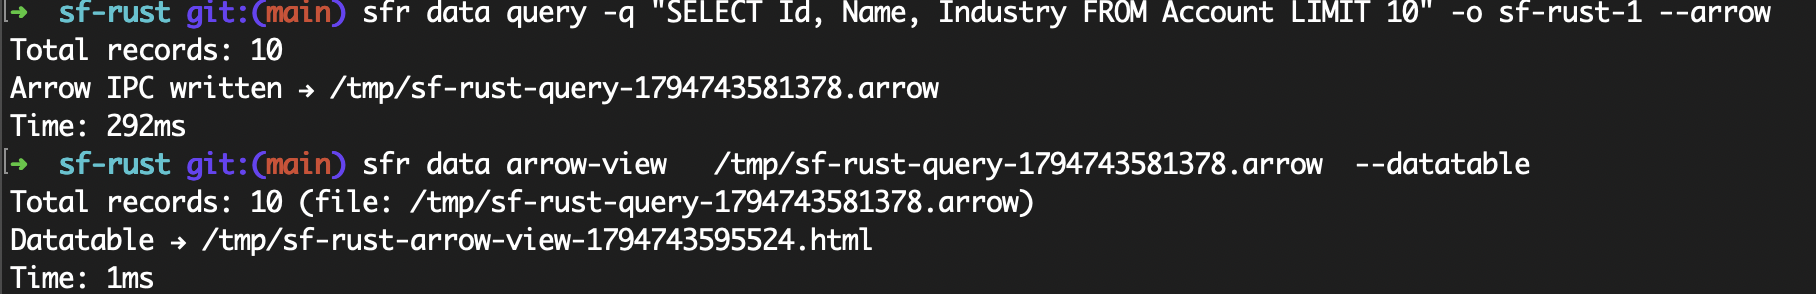 ➜  sf-rust git:(main) sfr data query -q "SELECT Id, Name, Industry FROM Account LIMIT 10" -o sf-rust-1 --arrow
Total records: 10
Arrow IPC written → /tmp/sf-rust-query-1794743581378.arrow
Time: 292ms
➜  sf-rust git:(main) sfr data arrow-view   /tmp/sf-rust-query-1794743581378.arrow  --datatable
Total records: 10 (file: /tmp/sf-rust-query-1794743581378.arrow)
Datatable → /tmp/sf-rust-arrow-view-1794743595524.html
Time: 1ms